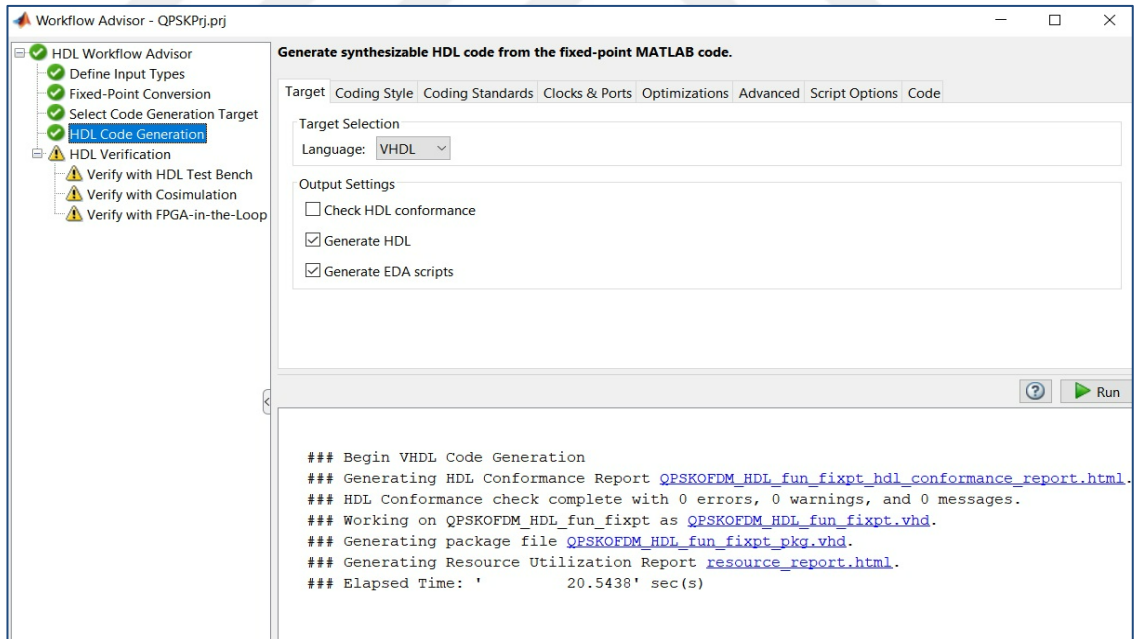 Workflow Advisor - QPSKPrj.prj
HDL Workflow Advisor
Define Input Types
Fixed-Point Conversion
Select Code Generation Target
HDL Code Generation
HDL Verification
Verify with HDL Test Bench
Verify with Cosimulation
Verify with FPGA-in-the-Loop
Generate synthesizable HDL code from the fixed-point MATLAB code.
Target Coding Style Coding Standards Clocks & Ports Optimizations Advanced Script Options Code
Target Selection
Language: VHDL
Output Settings
Check HDL conformance
Generate HDL
Generate EDA scripts
Run
### Begin VHDL Code Generation
### Generating HDL Conformance Report QPSKOFDM_HDL_fun_fixpt_hdl_conformance_report.html.
### HDL Conformance check complete with 0 errors, 0 warnings, and 0 messages.
### Working on QPSKOFDM_HDL_fun_fixpt as QPSKOFDM_HDL_fun_fixpt.vhd.
### Generating package file QPSKOFDM_HDL_fun_fixpt_pkg.vhd.
### Generating Resource Utilization Report resource_report.html.
### Elapsed Time: ' 20.5438' sec(s)